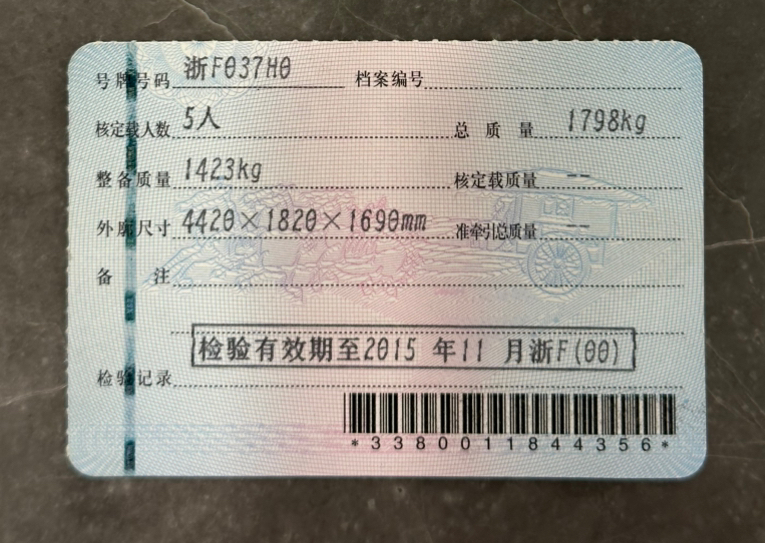 号牌号码 浙F037H0 档案编号
核定载人数 5人 总质量 1798kg
整备质量 1423kg 核定载质量 --
外廓尺寸 4420×1820×1690mm 准牵引总质量 --
备注
检验有效期至2015 年11 月浙F(00)
检验记录
*3380011844356*